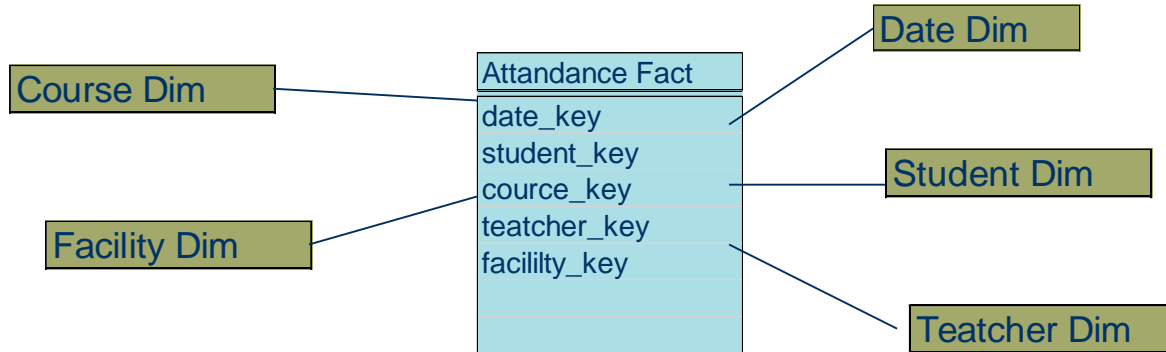 Date Dim
Attandance Fact
Course Dim
date_key
student_key
Student Dim
cource_key
teatcher_key
Facility Dim
facililty_key
Teatcher Dim